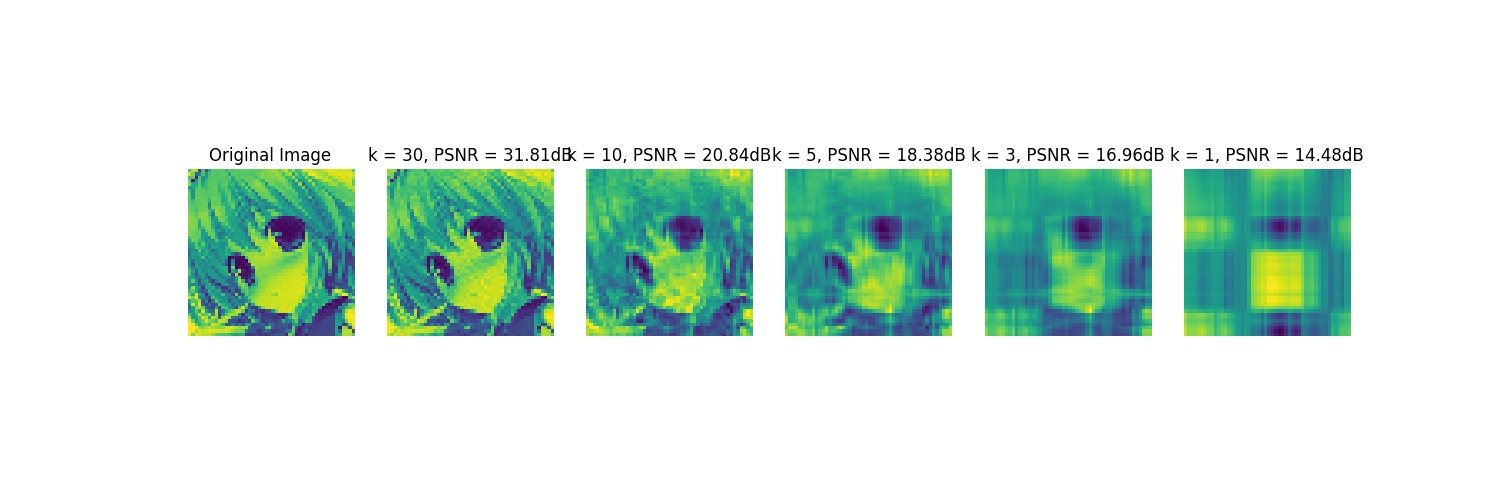 Original Image
k = 30, PSNR = 31.81dB
k = 10, PSNR = 20.84dB
k = 5, PSNR = 18.38dB
k = 3, PSNR = 16.96dB
k = 1, PSNR = 14.48dB